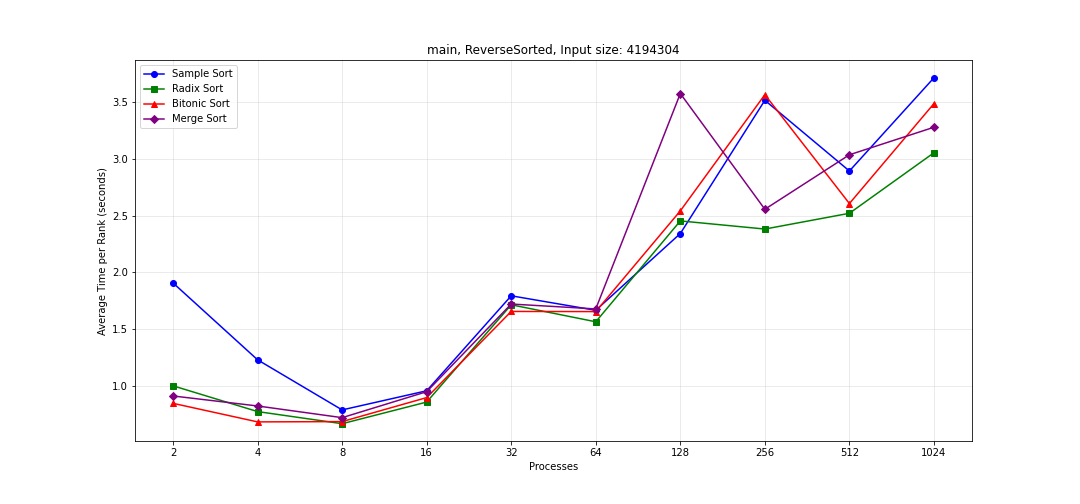 main, ReverseSorted, Input size: 4194304
Sample Sort
Radix Sort
Bitonic Sort
Merge Sort
3.5
3.0
2.5
2.0
1.5
1.0
Average Time per Rank (seconds)
2 4 8 16 32 64 128 256 512 1024
Processes